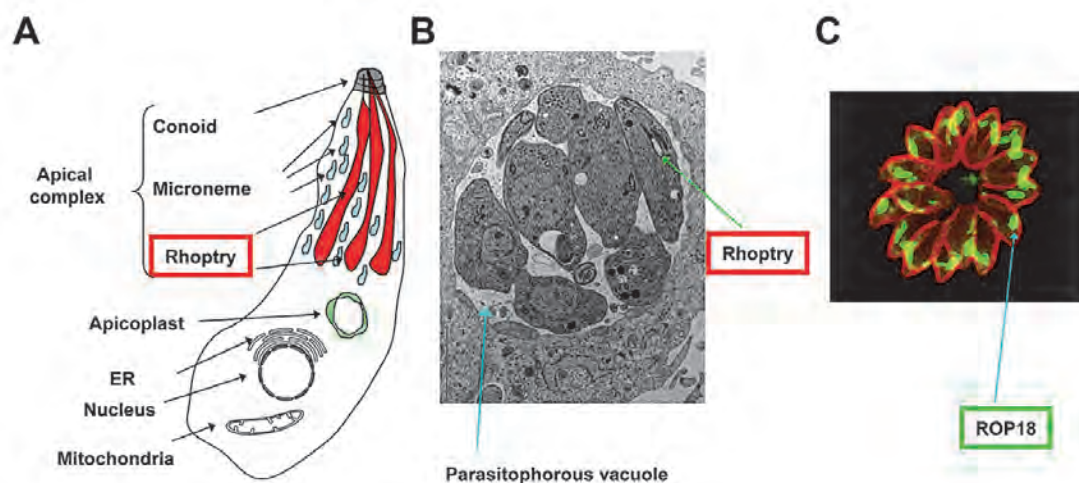 A
Conoid
Apical
complex
Microneme
Rhoptry
Apicoplast
ER
Nucleus
Mitochondria
B
Rhoptry
Parasitophorous vacuole
C
ROP18